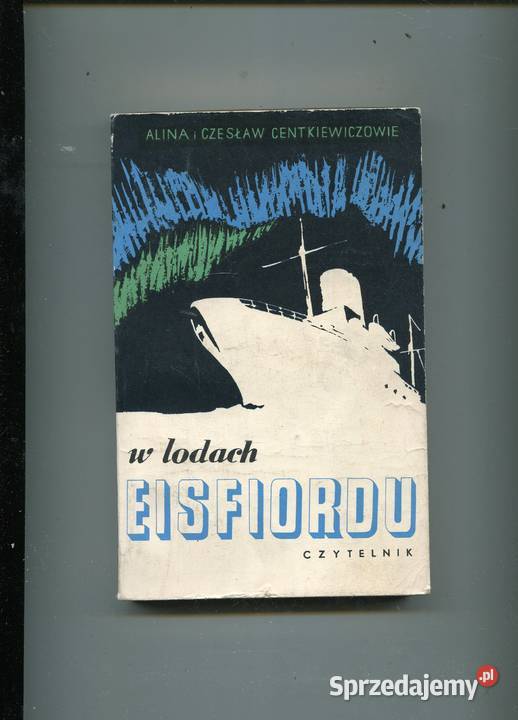 ALINA i CZESŁAW CENTKIEWICZOWIE
w lodach
EISFIORDU
CZYTELNIK
Sprzedajemy.pl